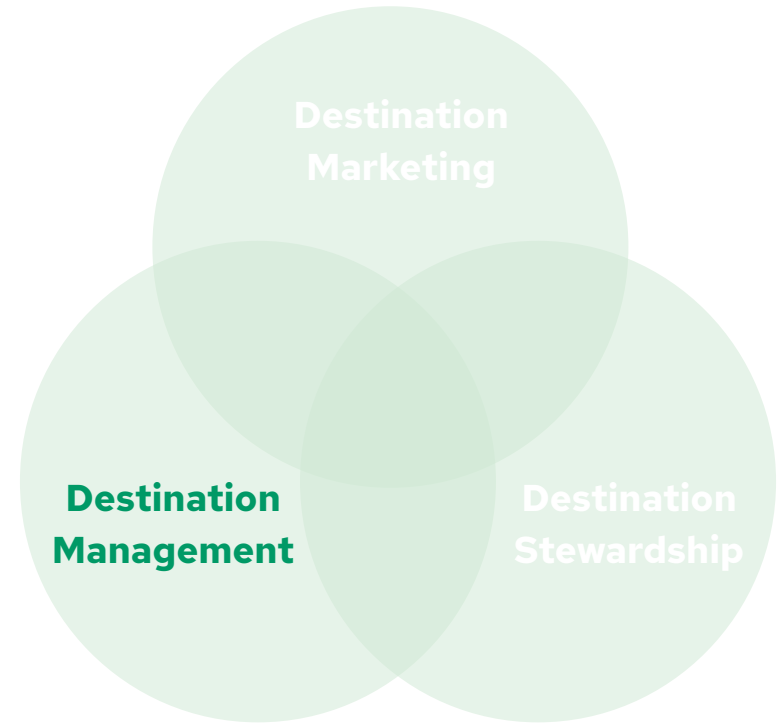 Destination
Marketing
Destination
Management
Destination
Stewardship